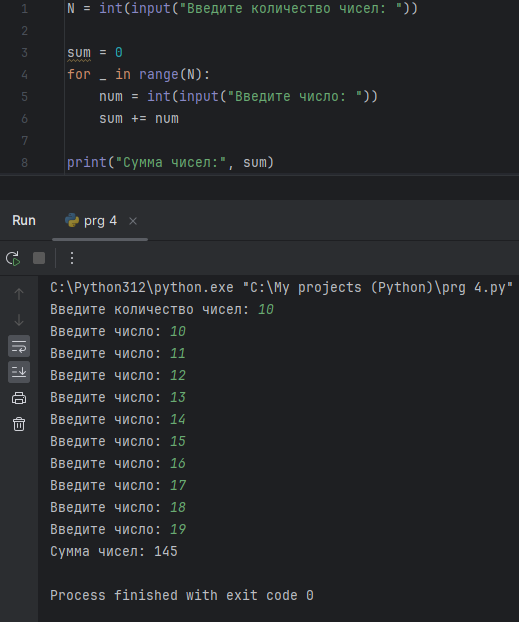 1 N = int(input("Введите количество чисел: "))
2
3 sum = 0
4 for _ in range(N):
5 num = int(input("Введите число: "))
6 sum += num
7
8 print("Сумма чисел:", sum)
Run prg 4
C:\Python312\python.exe "C:\My projects (Python)\prg 4.py"
Введите количество чисел: 10
Введите число: 10
Введите число: 11
Введите число: 12
Введите число: 13
Введите число: 14
Введите число: 15
Введите число: 16
Введите число: 17
Введите число: 18
Введите число: 19
Сумма чисел: 145
Process finished with exit code 0